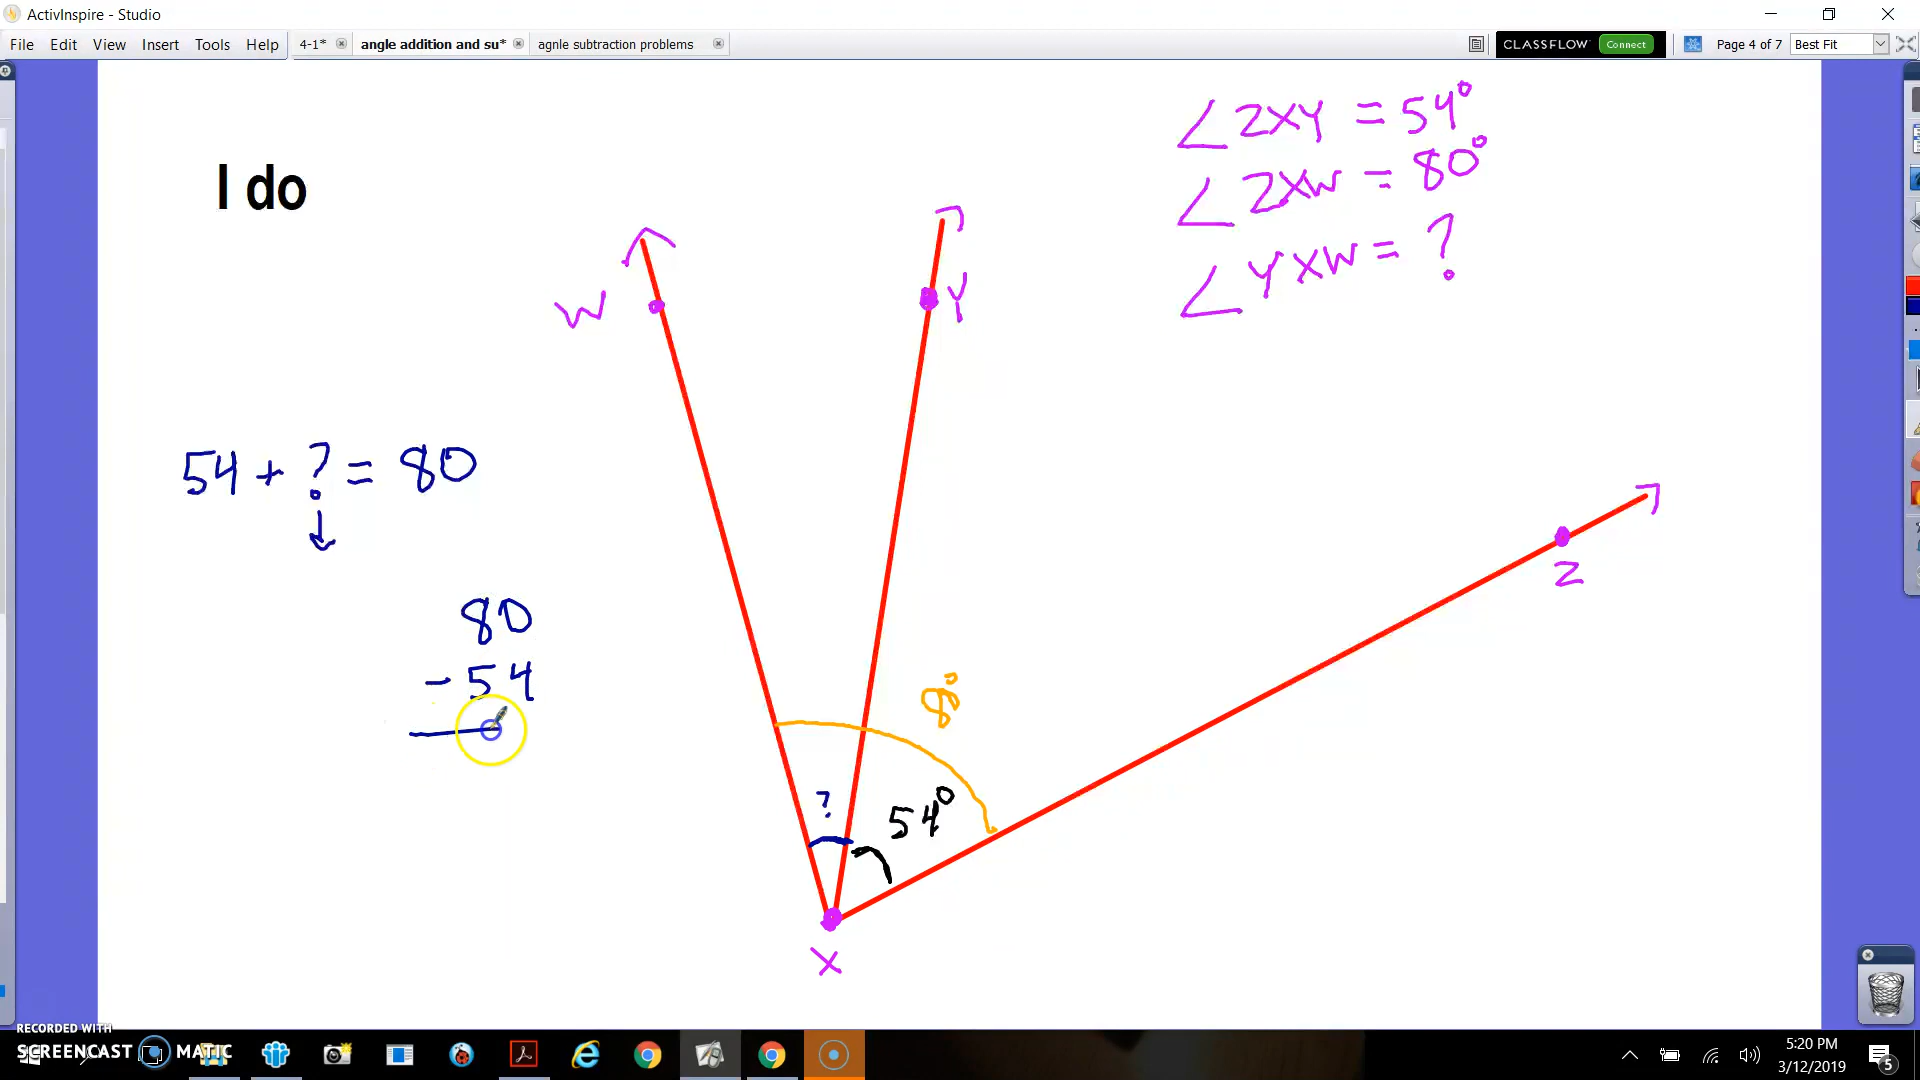 ActivInspire - Studio
File Edit View Insert Tools Help
4-1* angle addition and su* agnle subtraction problems
CLASSFLOW Connect Page 4 of 7 Best Fit
I do
∠ZXY = 54°
∠ZXW = 80°
∠YXW = ?
W
Y
54 + ? = 80
Z
80
- 54
80°
?
54°
X
RECORDED WITH
SCREENCAST MATIC
5:20 PM
3/12/2019
5